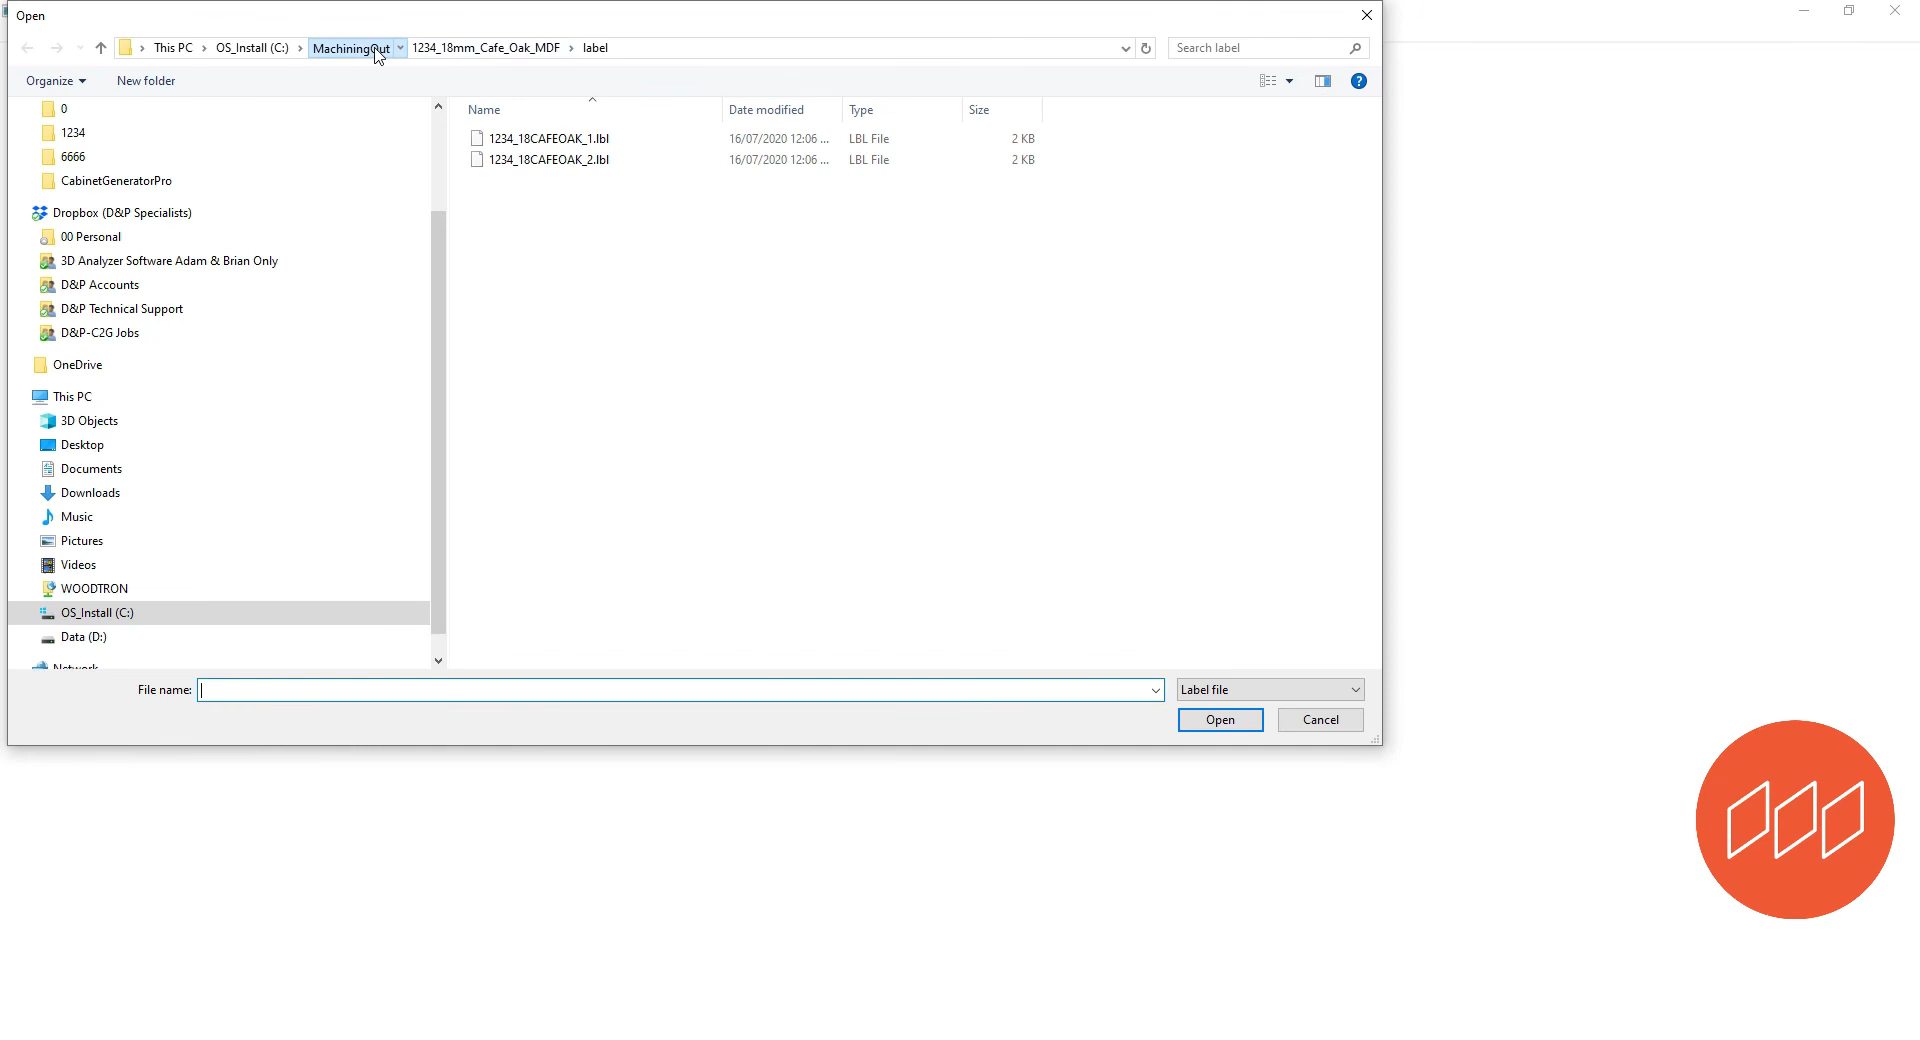 Open
This PC OS_Install (C:) MachiningOut 1234_18mm_Cafe_Oak_MDF label
Search label
Organize
New folder
0
1234
6666
CabinetGeneratorPro
Dropbox (D&P Specialists)
00 Personal
3D Analyzer Software Adam & Brian Only
D&P Accounts
D&P Technical Support
D&P-C2G Jobs
OneDrive
This PC
3D Objects
Desktop
Documents
Downloads
Music
Pictures
Videos
WOODTRON
OS_Install (C:)
Data (D:)
Network
Name Date modified Type Size
1234_18CAFEOAK_1.lbl 16/07/2020 12:06 ... LBL File 2 KB
1234_18CAFEOAK_2.lbl 16/07/2020 12:06 ... LBL File 2 KB
File name:
Label file
Open
Cancel